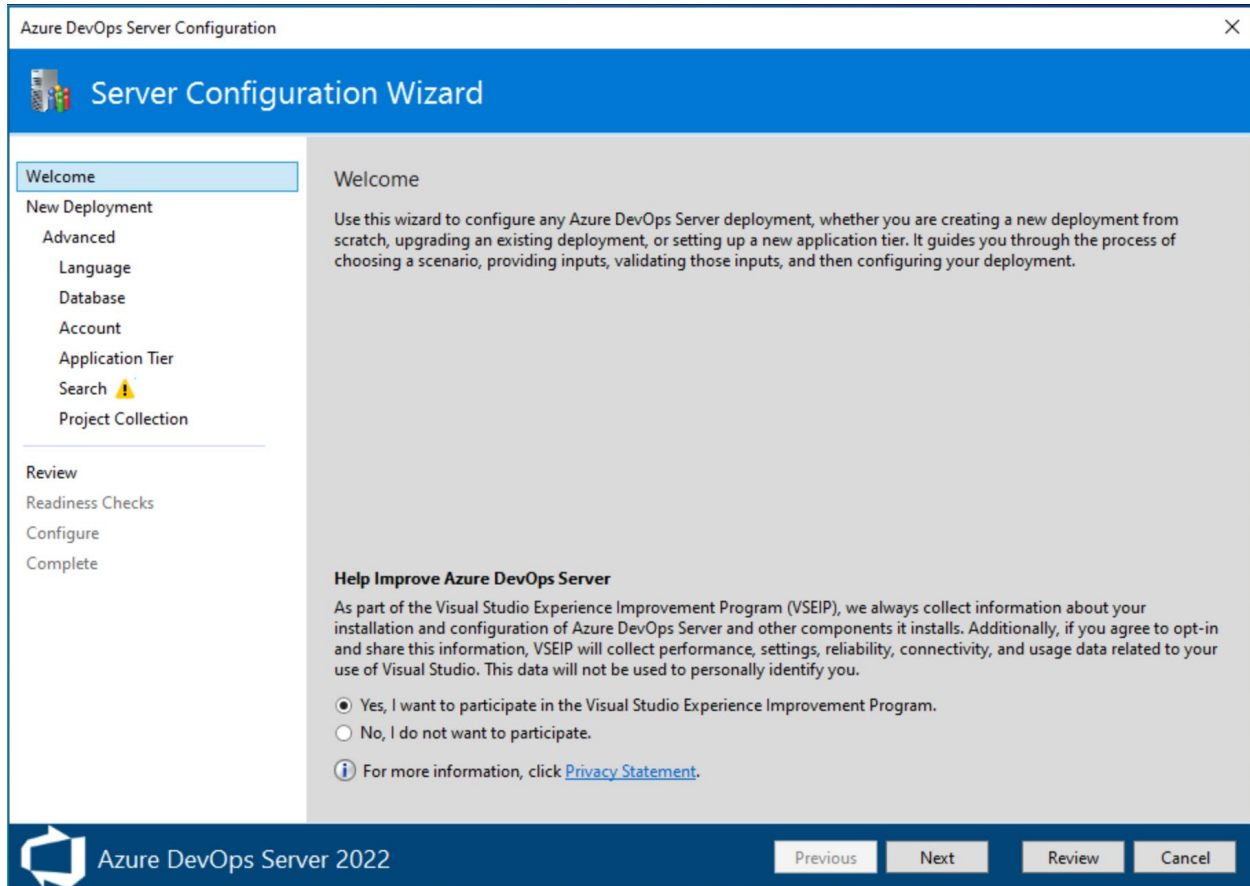 Azure DevOps Server Configuration
Server Configuration Wizard
Welcome
New Deployment
Advanced
Language
Database
Account
Application Tier
Search
Project Collection
Review
Readiness Checks
Configure
Complete
Welcome
Use this wizard to configure any Azure DevOps Server deployment, whether you are creating a new deployment from
scratch, upgrading an existing deployment, or setting up a new application tier. It guides you through the process of
choosing a scenario, providing inputs, validating those inputs, and then configuring your deployment.
Help Improve Azure DevOps Server
As part of the Visual Studio Experience Improvement Program (VSEIP), we always collect information about your
installation and configuration of Azure DevOps Server and other components it installs. Additionally, if you agree to opt-in
and share this information, VSEIP will collect performance, settings, reliability, connectivity, and usage data related to your
use of Visual Studio. This data will not be used to personally identify you.
Yes, I want to participate in the Visual Studio Experience Improvement Program.
No, I do not want to participate.
For more information, click Privacy Statement.
Azure DevOps Server 2022
Previous
Next
Review
Cancel